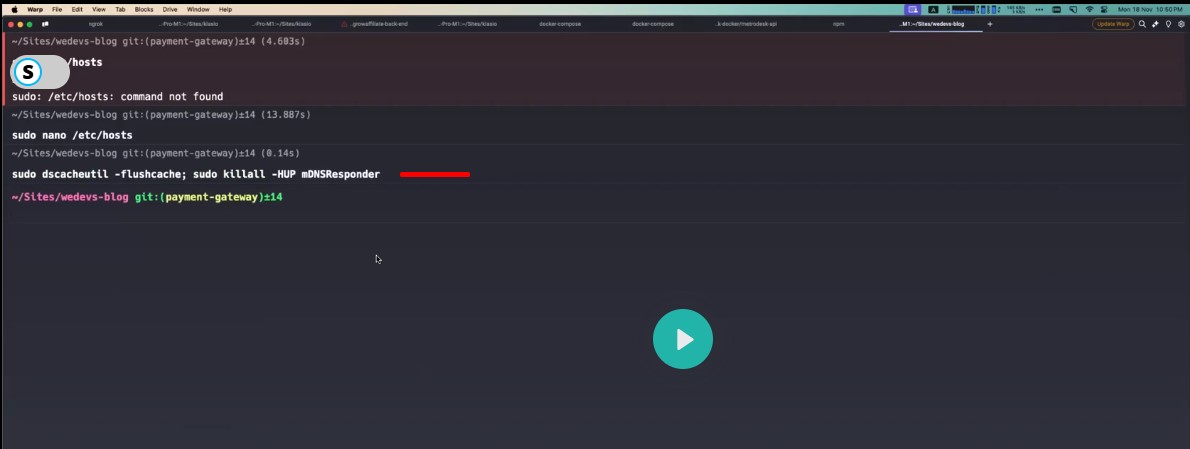 Warp File Edit View Tab Blocks Drive Window Help A Mon 18 Nov 10:50 PM
ngrok ...-Pro-M1:~/Sites/klasio ...-Pro-M1:~/Sites/klasio ...growaffiliate-back-end ...-Pro-M1:~/Sites/klasio docker-compose docker-compose ...k-docker/metrodesk-api npm ...M1:~/Sites/wedevs-blog + Update Warp
~/Sites/wedevs-blog git:(payment-gateway)±14 (4.603s)
/hosts
S
sudo: /etc/hosts: command not found
~/Sites/wedevs-blog git:(payment-gateway)±14 (13.887s)
sudo nano /etc/hosts
~/Sites/wedevs-blog git:(payment-gateway)±14 (0.14s)
sudo dscacheutil -flushcache; sudo killall -HUP mDNSResponder
~/Sites/wedevs-blog git:(payment-gateway)±14